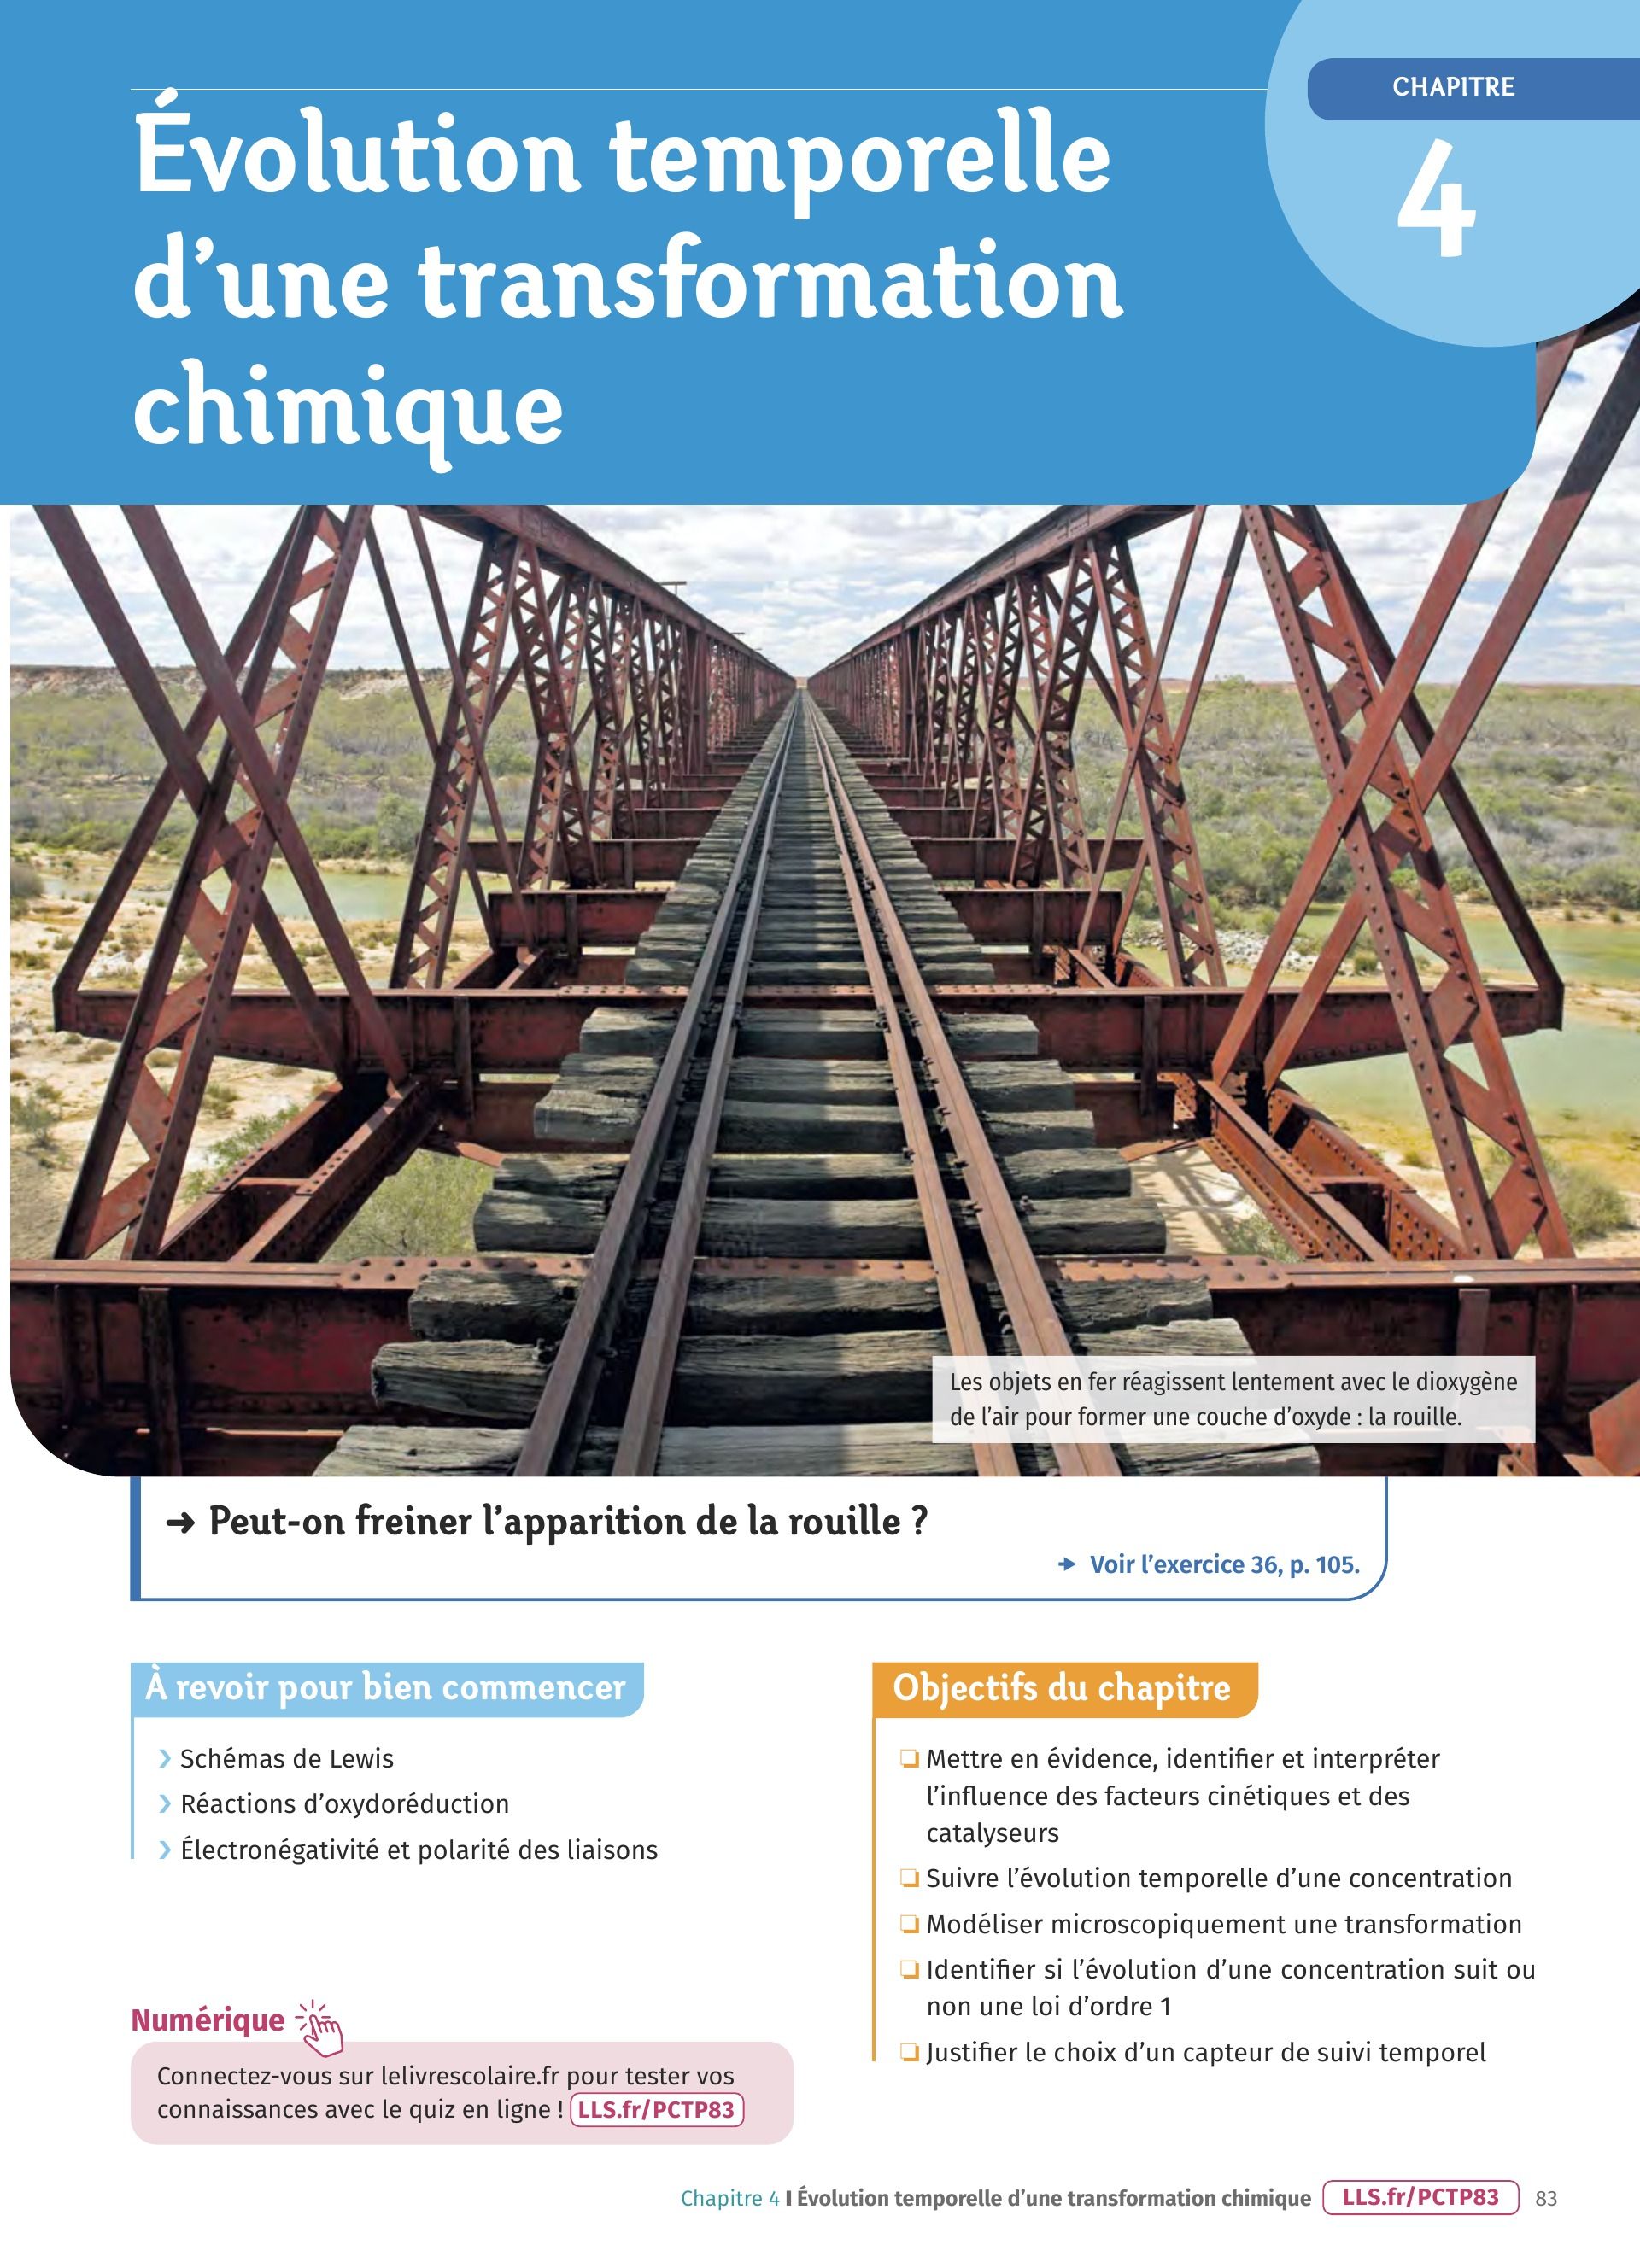 CHAPITRE
4
Évolution temporelle
d'une transformation
chimique
Les objets en fer réagissent lentement avec le dioxygène
de l'air pour former une couche d'oxyde : la rouille.
➜ Peut-on freiner l'apparition de la rouille ?
Voir l'exercice 36, p. 105.
À revoir pour bien commencer
Schémas de Lewis
Réactions d'oxydoréduction
Électronégativité et polarité des liaisons
Numérique
Connectez-vous sur lelivrescolaire.fr pour tester vos
connaissances avec le quiz en ligne ! LLS.fr/PCTP83
Objectifs du chapitre
❏ Mettre en évidence, identifier et interpréter
l'influence des facteurs cinétiques et des
catalyseurs
❏ Suivre l'évolution temporelle d'une concentration
❏ Modéliser microscopiquement une transformation
❏ Identifier si l'évolution d'une concentration suit ou
non une loi d'ordre 1
❏ Justifier le choix d'un capteur de suivi temporel
Chapitre 4 I Évolution temporelle d'une transformation chimique LLS.fr/PCTP83 83